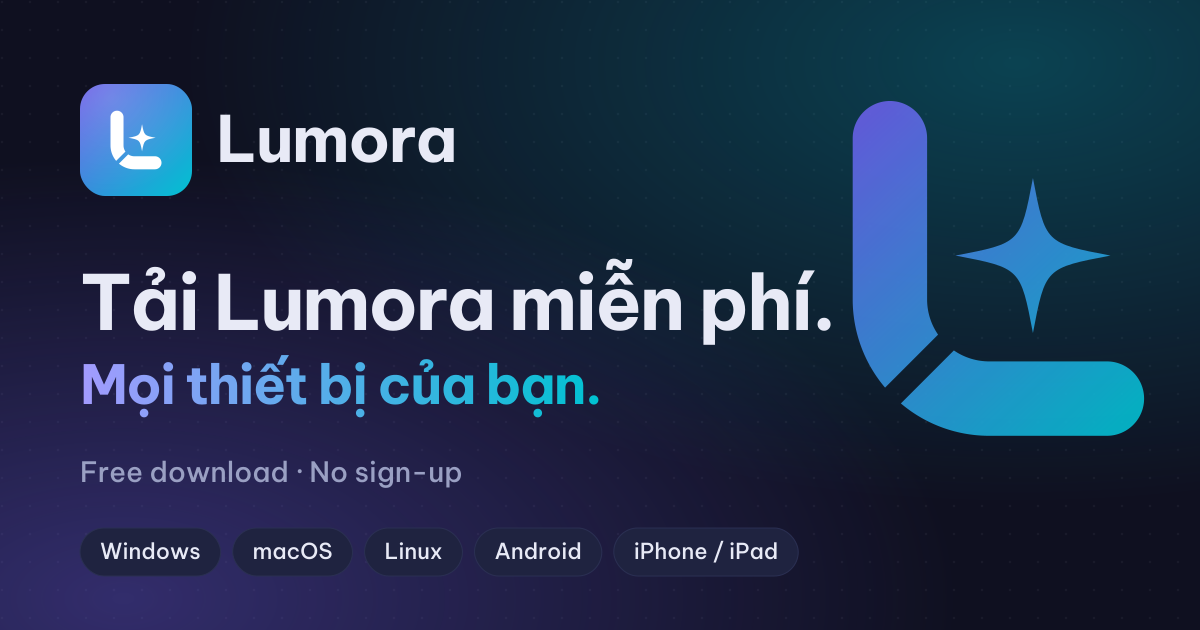 Lumora
Tải Lumora miễn phí.
Mọi thiết bị của bạn.
Free download · No sign-up
Windows macOS Linux Android iPhone / iPad